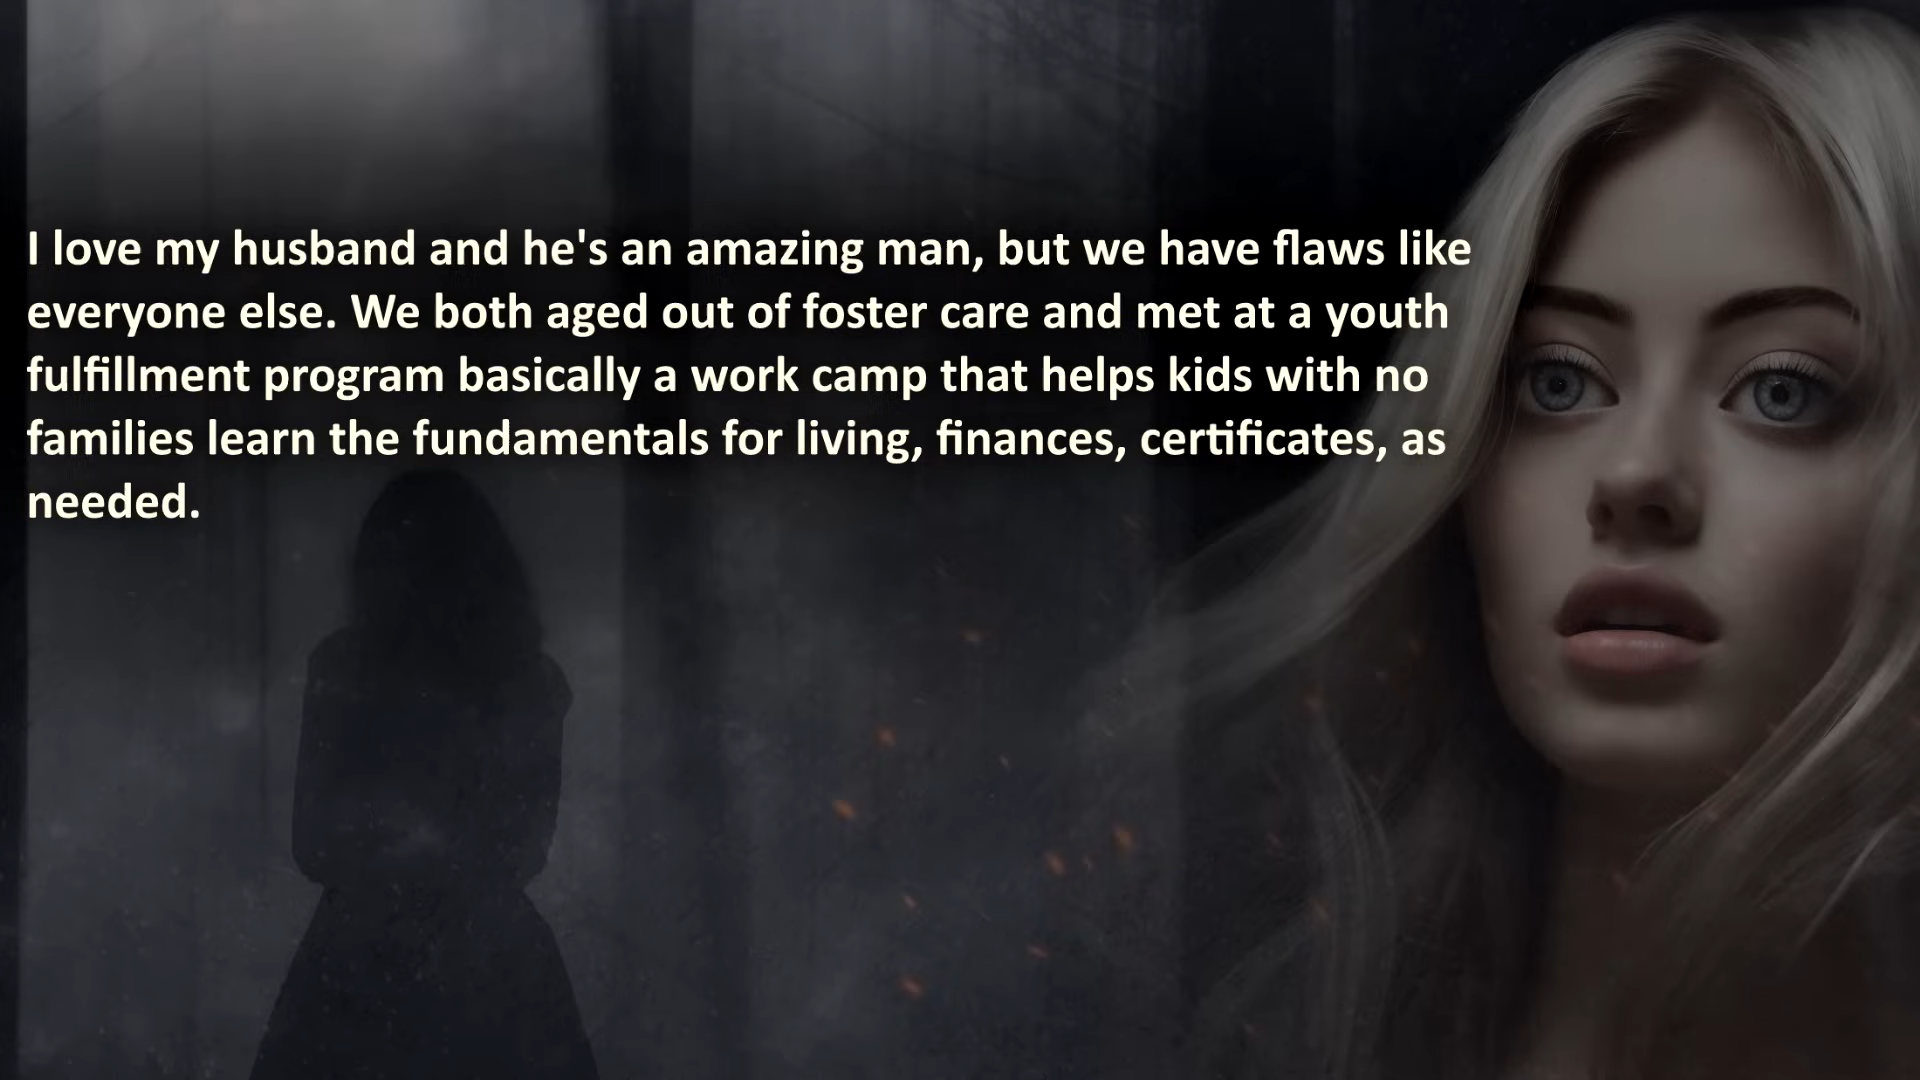 I love my husband and he's an amazing man, but we have flaws like
everyone else. We both aged out of foster care and met at a youth
fulfillment program basically a work camp that helps kids with no
families learn the fundamentals for living, finances, certificates, as
needed.